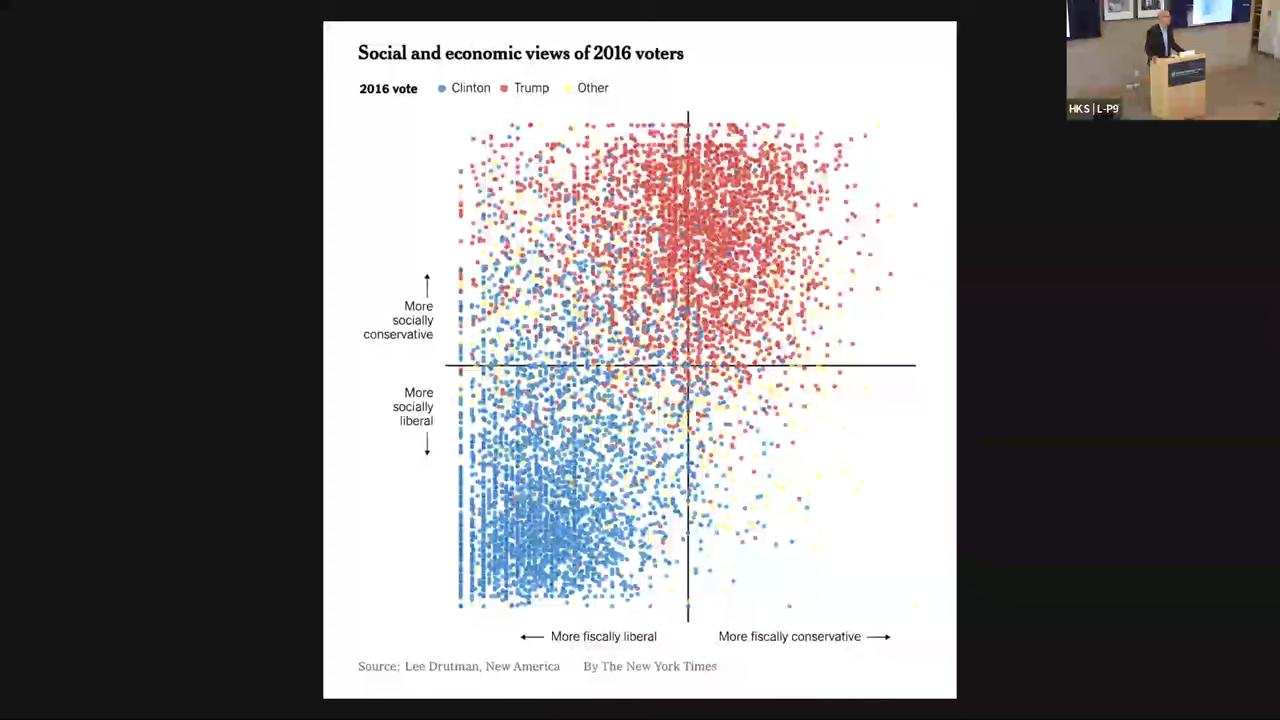 Social and economic views of 2016 voters
2016 vote Clinton Trump Other
HKS | L-P9
More
socially
conservative
More
socially
liberal
More fiscally liberal More fiscally conservative
Source: Lee Drutman, New America By The New York Times